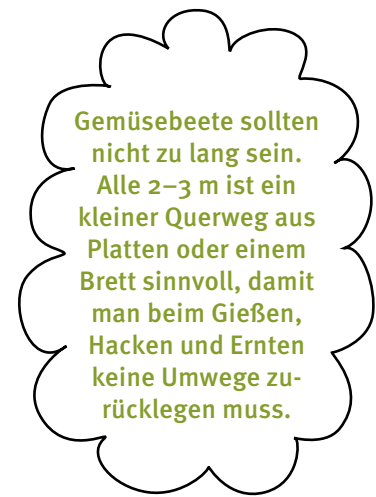 Gemüsebeete sollten
nicht zu lang sein.
Alle 2–3 m ist ein
kleiner Querweg aus
Platten oder einem
Brett sinnvoll, damit
man beim Gießen,
Hacken und Ernten
keine Umwege zu-
rücklegen muss.